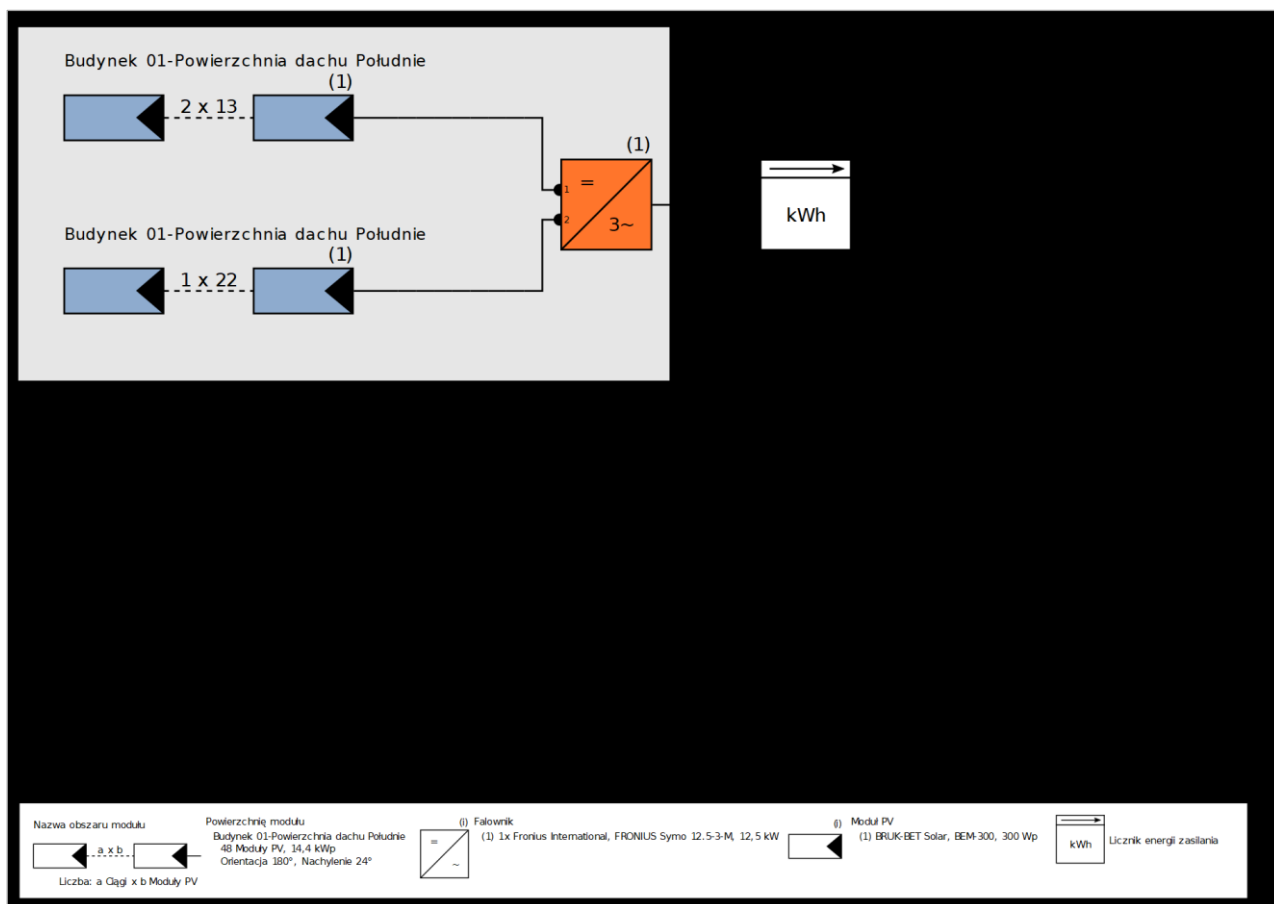 Budynek 01-Powierzchnia dachu Południe
(1)
2 x 13
(1)
=
1
2
3~
kWh
Budynek 01-Powierzchnia dachu Południe
(1)
1 x 22
Nazwa obszaru modułu
a x b
Liczba: a Ciągi x b Moduły PV
Powierzchnię modułu
Budynek 01-Powierzchnia dachu Południe
48 Moduły PV, 14,4 kWp
Orientacja 180°, Nachylenie 24°
=
~
(i) Falownik
(1) 1x Fronius International, FRONIUS Symo 12.5-3-M, 12,5 kW
(i) Moduł PV
(1) BRUK-BET Solar, BEM-300, 300 Wp
kWh
Licznik energii zasilania